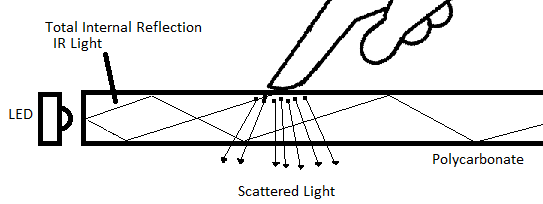 Total Internal Reflection
IR Light
LED
Polycarbonate
Scattered Light